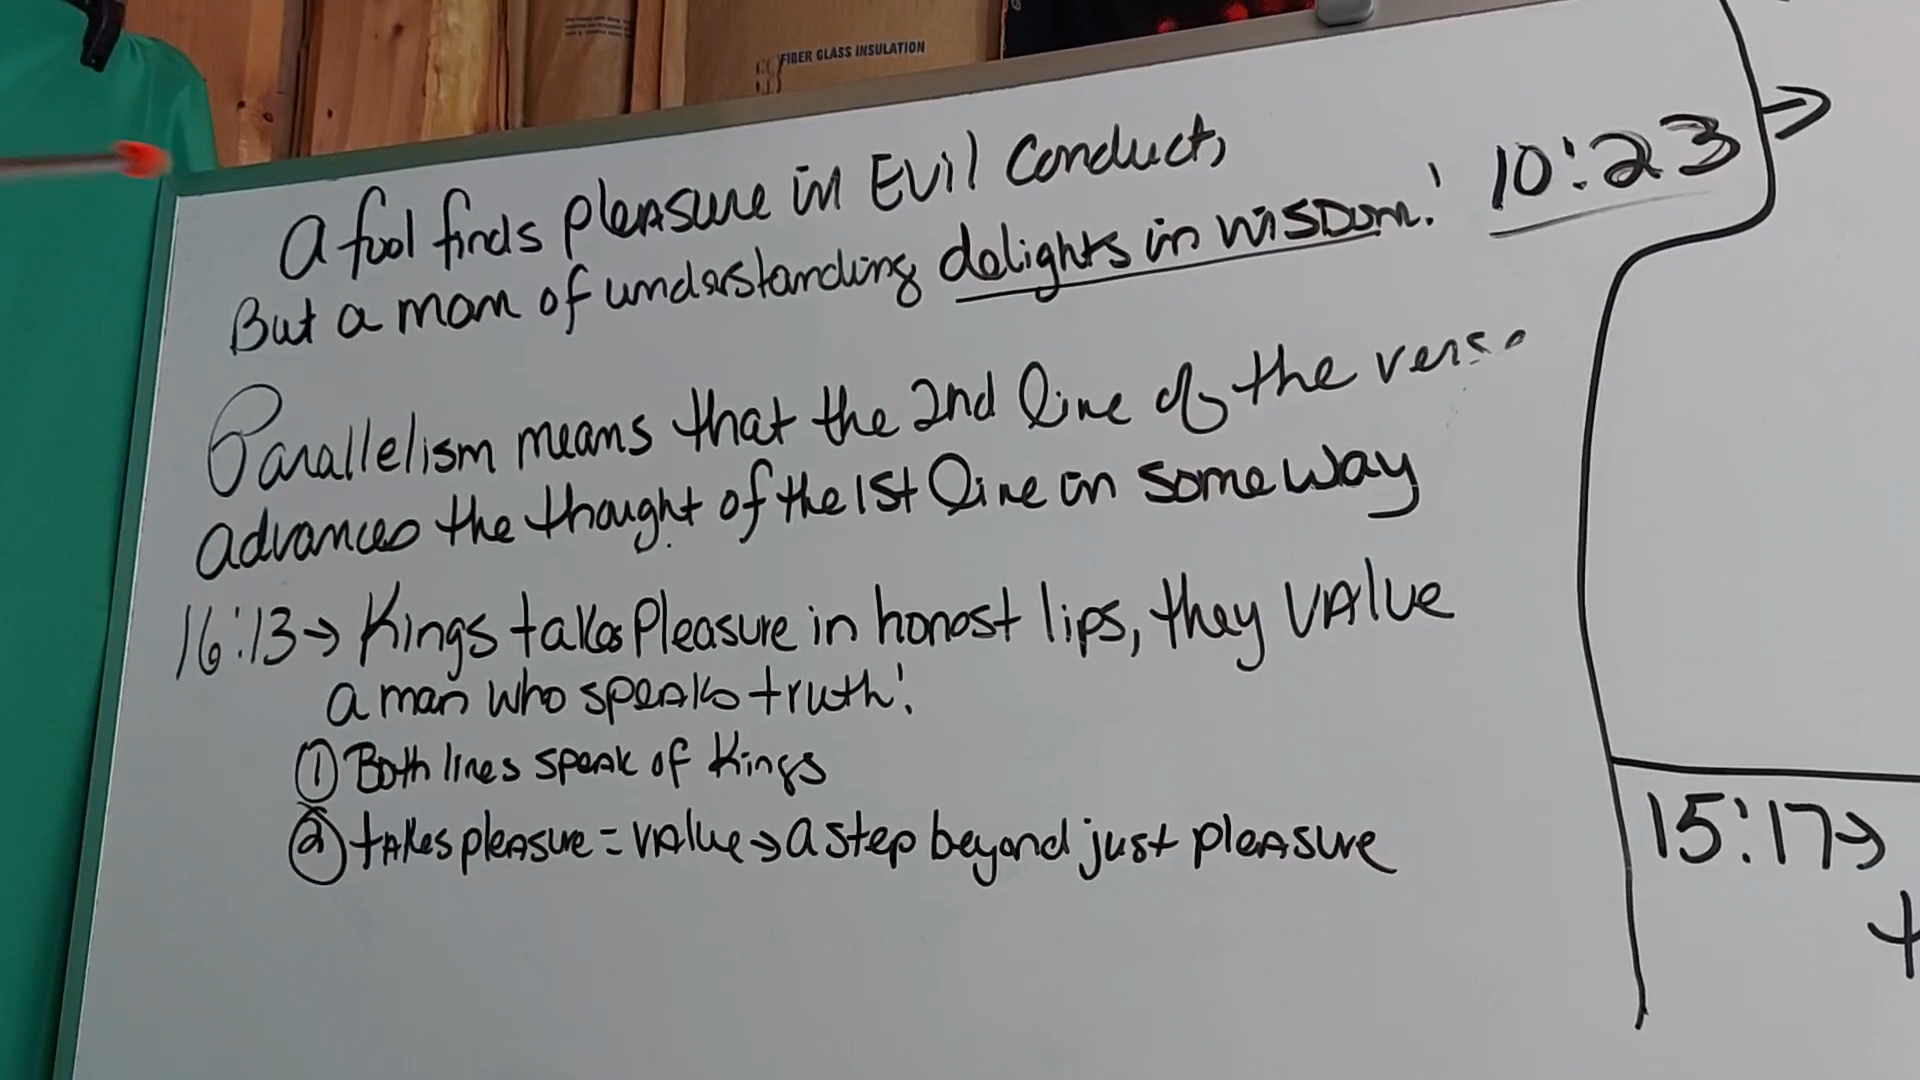 FIBER GLASS INSULATION
A fool finds pleasure in Evil Conduct,
But a man of understanding delights in wisdom! 10:23 →
Parallelism means that the 2nd line of the verse
advances the thought of the 1st line in some way
16:13 → Kings takes Pleasure in honest lips, they VALUE
a man who speaks truth!
① Both lines speak of Kings
② takes pleasure = value → a step beyond just pleasure
15:17 →